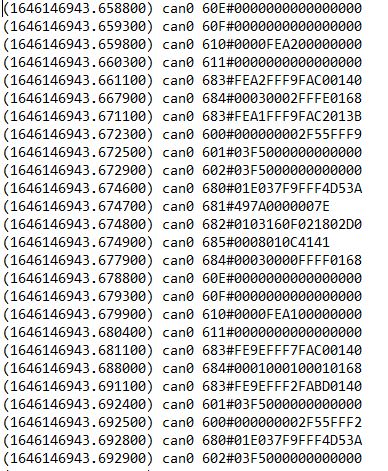 (1646146943.658800) can0 60E#0000000000000000
(1646146943.659300) can0 60F#0000000000000000
(1646146943.659800) can0 610#0000FEA200000000
(1646146943.660300) can0 611#0000000000000000
(1646146943.661100) can0 683#FEA2FFF9FAC00140
(1646146943.667900) can0 684#00030002FFFE0168
(1646146943.671100) can0 683#FEA1FFF9FAC2013B
(1646146943.672300) can0 600#000000002F55FFF9
(1646146943.672500) can0 601#03F5000000000000
(1646146943.672900) can0 602#03F5000000000000
(1646146943.674600) can0 680#01E037F9FFF4D53A
(1646146943.674700) can0 681#497A0000007E
(1646146943.674800) can0 682#0103160F021802D0
(1646146943.674900) can0 685#0008010C4141
(1646146943.677900) can0 684#00030000FFFF0168
(1646146943.678800) can0 60E#0000000000000000
(1646146943.679300) can0 60F#0000000000000000
(1646146943.679900) can0 610#0000FEA100000000
(1646146943.680400) can0 611#0000000000000000
(1646146943.681100) can0 683#FE9EFFF7FAC00140
(1646146943.688000) can0 684#0001000100010168
(1646146943.691100) can0 683#FE9EFFF2FABD0140
(1646146943.692400) can0 601#03F5000000000000
(1646146943.692500) can0 600#000000002F55FFF2
(1646146943.692800) can0 680#01E037F9FFF4D53A
(1646146943.692900) can0 602#03F5000000000000